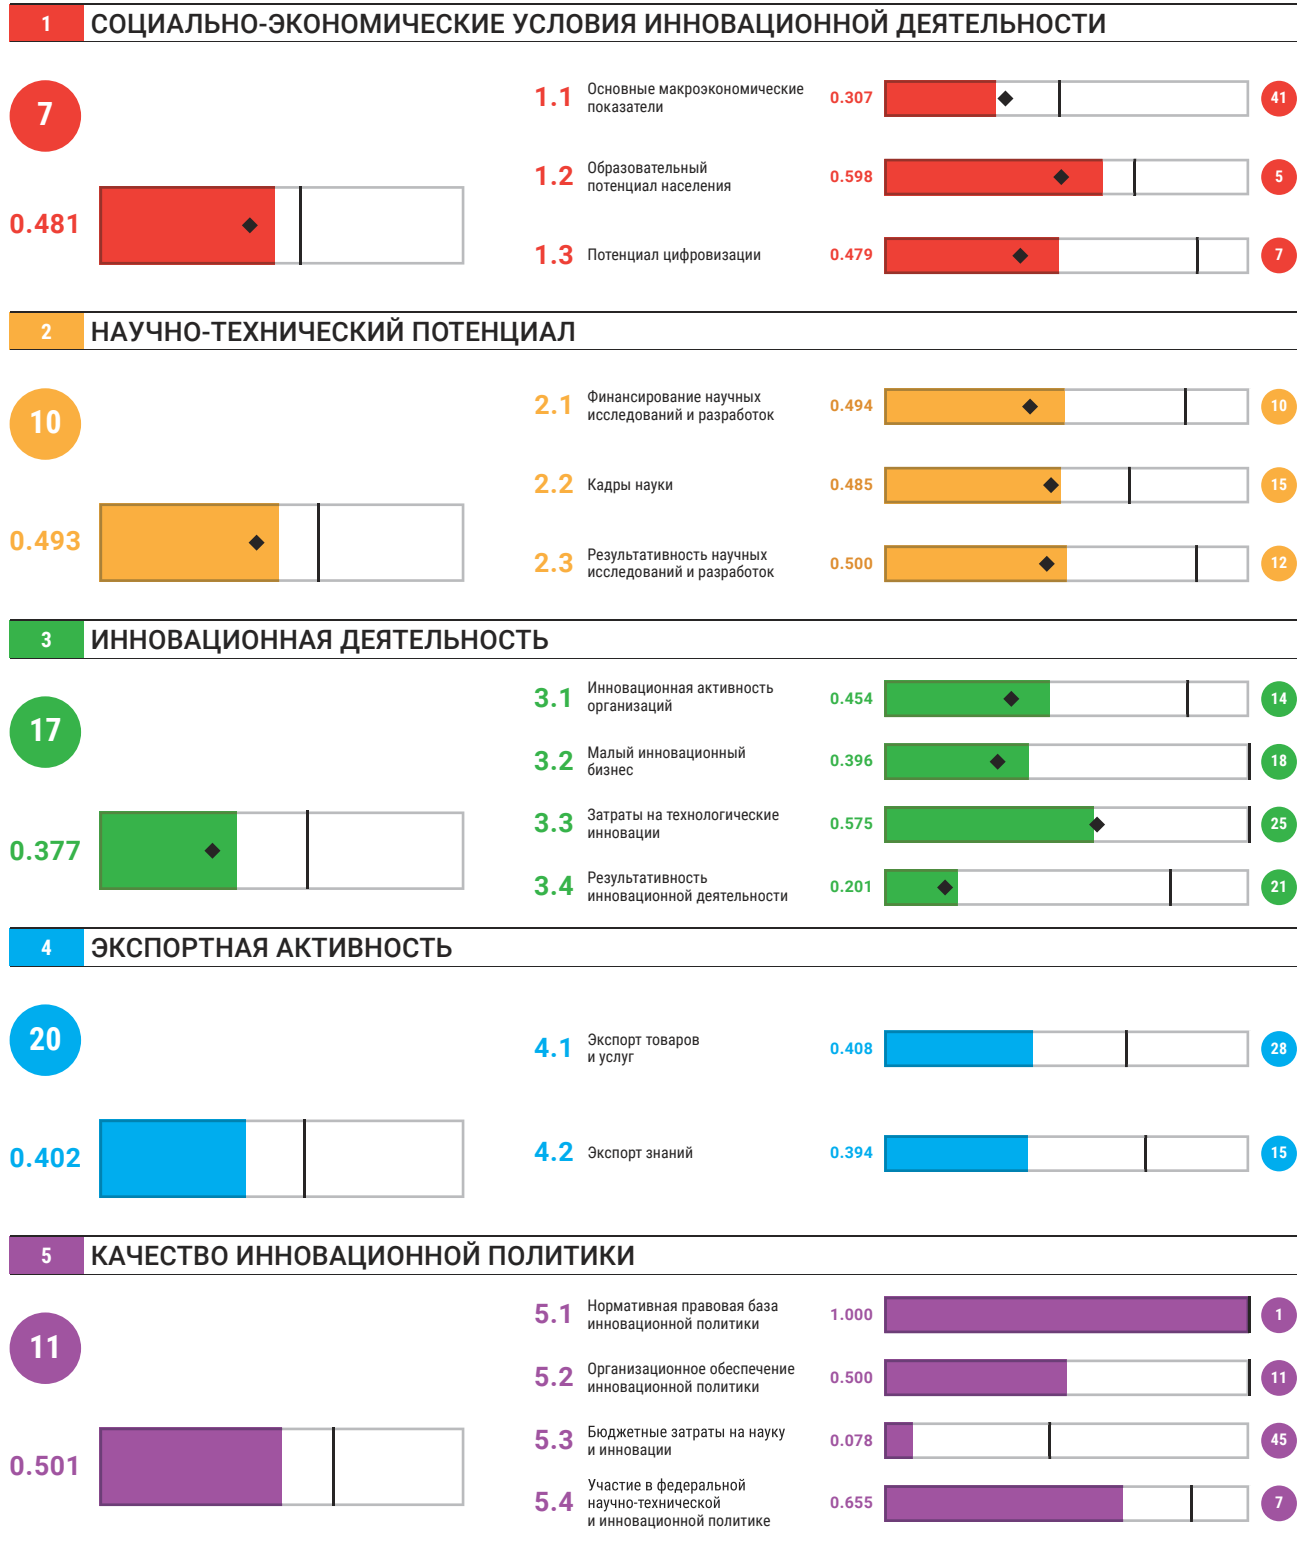 1 СОЦИАЛЬНО-ЭКОНОМИЧЕСКИЕ УСЛОВИЯ ИННОВАЦИОННОЙ ДЕЯТЕЛЬНОСТИ
7
0.481
1.1 Основные макроэкономические
показатели
0.307
41
1.2 Образовательный
потенциал населения
0.598
5
1.3 Потенциал цифровизации
0.479
7
2 НАУЧНО-ТЕХНИЧЕСКИЙ ПОТЕНЦИАЛ
10
0.493
2.1 Финансирование научных
исследований и разработок
0.494
10
2.2 Кадры науки
0.485
15
2.3 Результативность научных
исследований и разработок
0.500
12
3 ИННОВАЦИОННАЯ ДЕЯТЕЛЬНОСТЬ
17
0.377
3.1 Инновационная активность
организаций
0.454
14
3.2 Малый инновационный
бизнес
0.396
18
3.3 Затраты на технологические
инновации
0.575
25
3.4 Результативность
инновационной деятельности
0.201
21
4 ЭКСПОРТНАЯ АКТИВНОСТЬ
20
0.402
4.1 Экспорт товаров
и услуг
0.408
28
4.2 Экспорт знаний
0.394
15
5 КАЧЕСТВО ИННОВАЦИОННОЙ ПОЛИТИКИ
11
0.501
5.1 Нормативная правовая база
инновационной политики
1.000
1
5.2 Организационное обеспечение
инновационной политики
0.500
11
5.3 Бюджетные затраты на науку
и инновации
0.078
45
5.4 Участие в федеральной
научно-технической
и инновационной политике
0.655
7